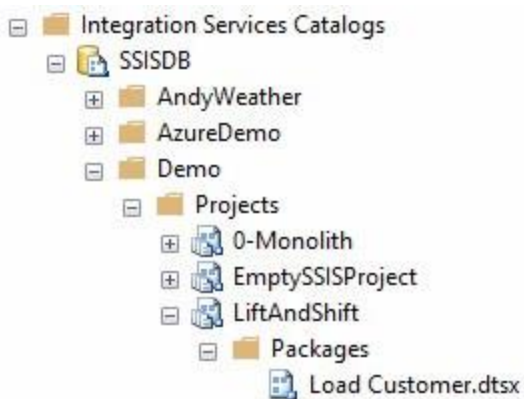 Integration Services Catalogs
SSISDB
AndyWeather
AzureDemo
Demo
Projects
0-Monolith
EmptySSISProject
LiftAndShift
Packages
Load Customer.dtsx